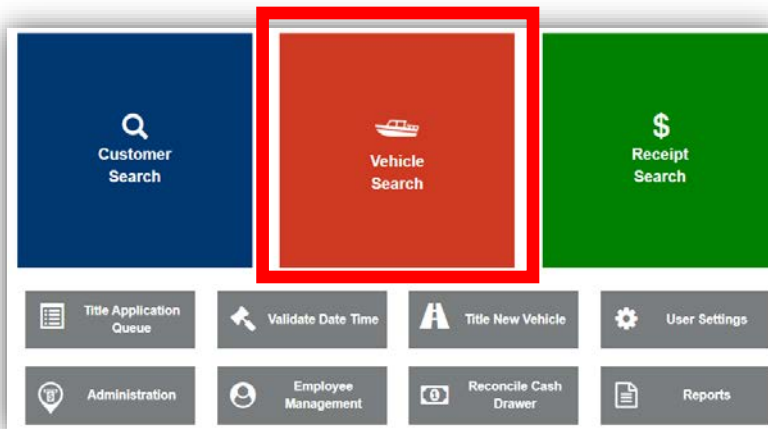 Customer
Search
Vehicle
Search
$
Receipt
Search
Title Application
Queue
Validate Date Time
Title New Vehicle
User Settings
Administration
Employee
Management
Reconcile Cash
Drawer
Reports